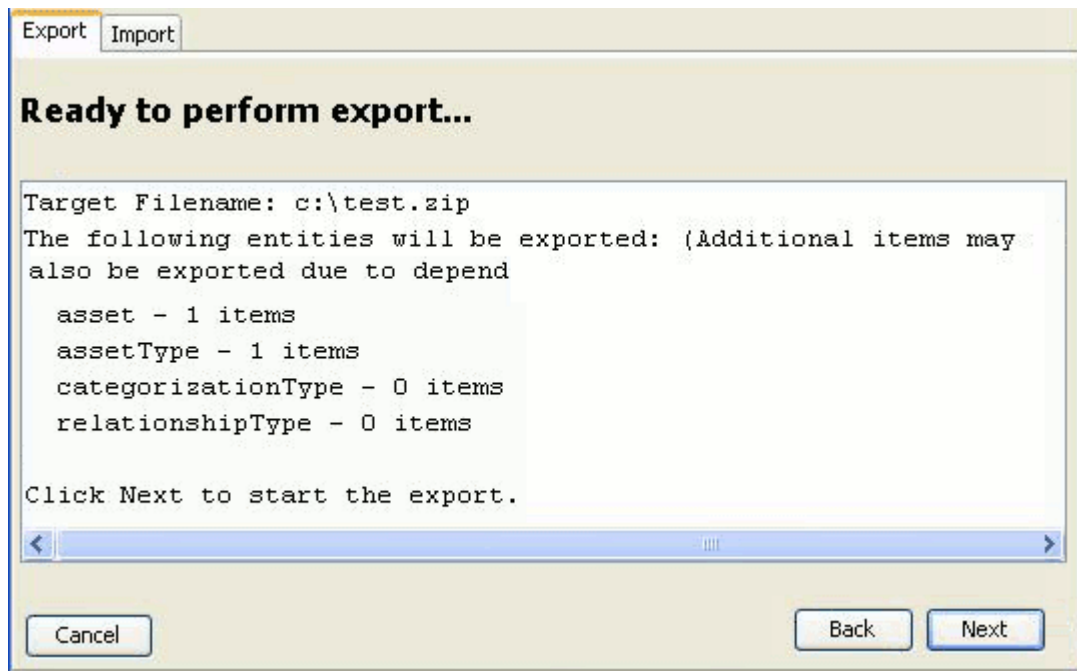 Export Import
Ready to perform export...
Target Filename: c:\test.zip
The following entities will be exported: (Additional items may
also be exported due to depend
asset - 1 items
assetType - 1 items
categorizationType - 0 items
relationshipType - 0 items
Click Next to start the export.
Cancel Back Next